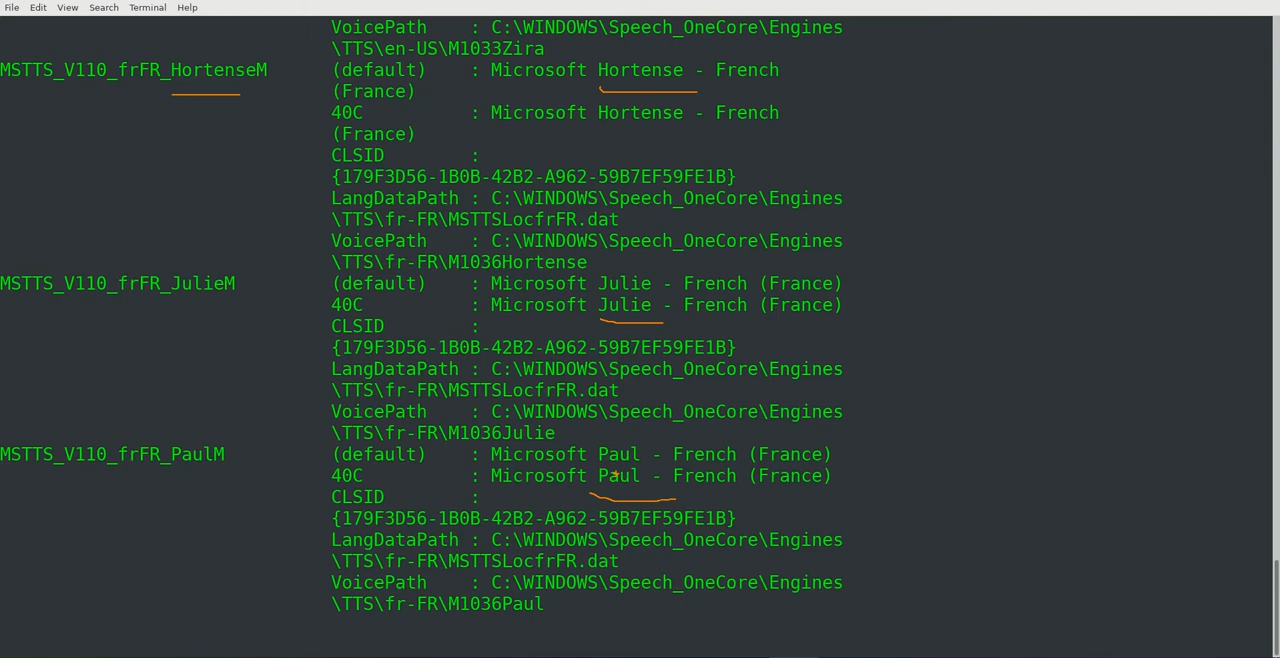 File Edit View Search Terminal Help
VoicePath : C:\WINDOWS\Speech_OneCore\Engines
\TTS\en-US\M1033Zira
MSTTS_V110_frFR_HortenseM (default) : Microsoft Hortense - French
(France)
40C : Microsoft Hortense - French
(France)
CLSID :
{179F3D56-1B0B-42B2-A962-59B7EF59FE1B}
LangDataPath : C:\WINDOWS\Speech_OneCore\Engines
\TTS\fr-FR\MSTTSLocfrFR.dat
VoicePath : C:\WINDOWS\Speech_OneCore\Engines
\TTS\fr-FR\M1036Hortense
MSTTS_V110_frFR_JulieM (default) : Microsoft Julie - French (France)
40C : Microsoft Julie - French (France)
CLSID :
{179F3D56-1B0B-42B2-A962-59B7EF59FE1B}
LangDataPath : C:\WINDOWS\Speech_OneCore\Engines
\TTS\fr-FR\MSTTSLocfrFR.dat
VoicePath : C:\WINDOWS\Speech_OneCore\Engines
\TTS\fr-FR\M1036Julie
MSTTS_V110_frFR_PaulM (default) : Microsoft Paul - French (France)
40C : Microsoft Paul - French (France)
CLSID :
{179F3D56-1B0B-42B2-A962-59B7EF59FE1B}
LangDataPath : C:\WINDOWS\Speech_OneCore\Engines
\TTS\fr-FR\MSTTSLocfrFR.dat
VoicePath : C:\WINDOWS\Speech_OneCore\Engines
\TTS\fr-FR\M1036Paul